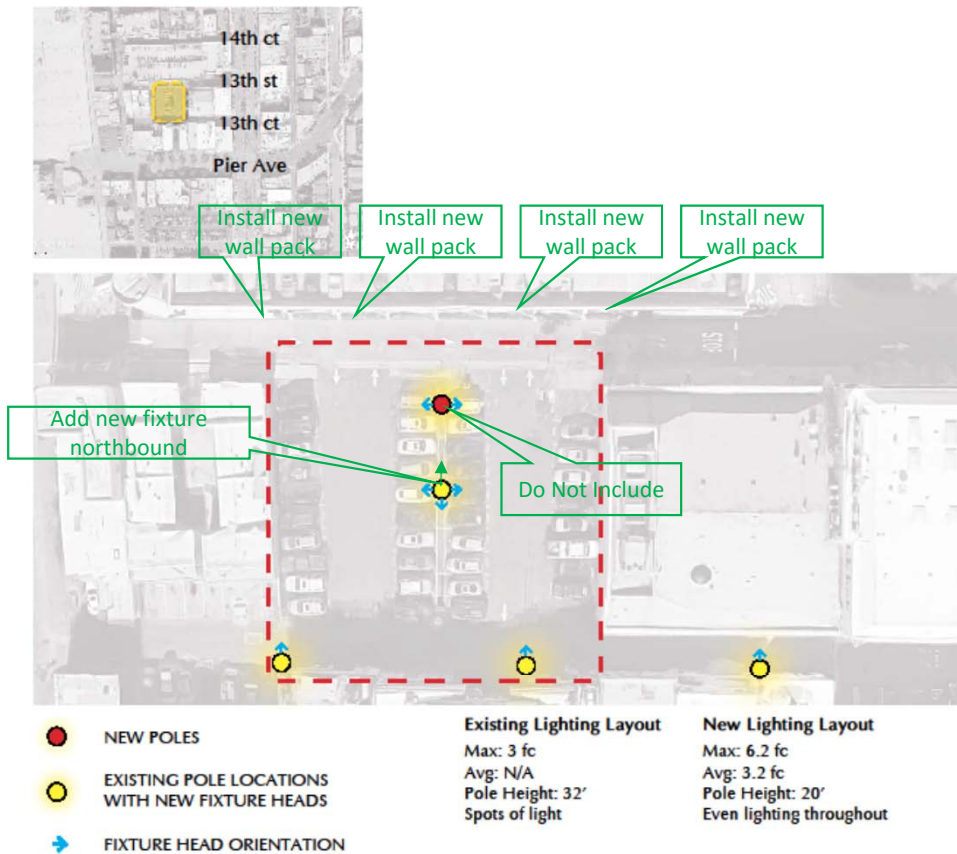 14th ct
13th st
13th ct
Pier Ave
Install new
wall pack
Install new
wall pack
Install new
wall pack
Install new
wall pack
STOP
Add new fixture
northbound
Do Not Include
NEW POLES
EXISTING POLE LOCATIONS
WITH NEW FIXTURE HEADS
FIXTURE HEAD ORIENTATION
Existing Lighting Layout
Max: 3 fc
Avg: N/A
Pole Height: 32'
Spots of light
New Lighting Layout
Max: 6.2 fc
Avg: 3.2 fc
Pole Height: 20'
Even lighting throughout